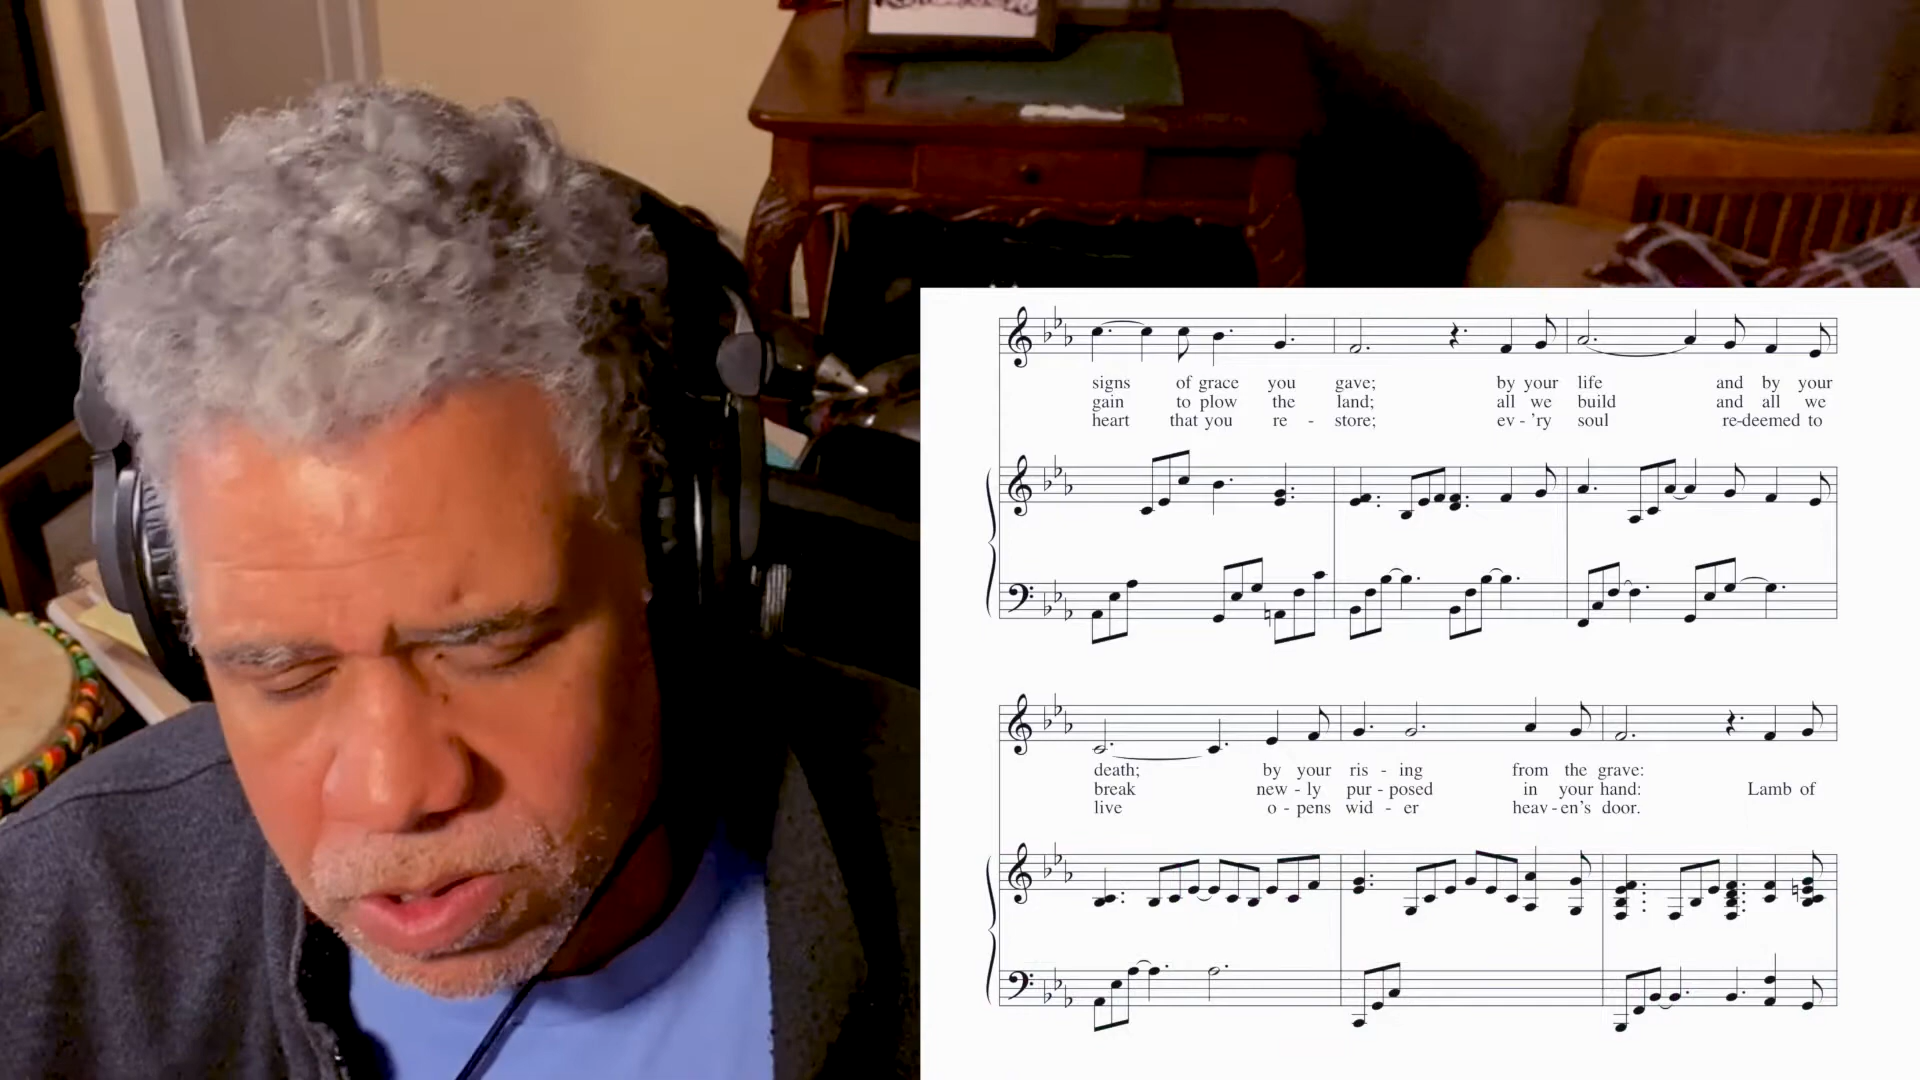 signs of grace you gave; by your life and by your
gain to plow the land; all we build and all we
heart that you re - store; ev - 'ry soul re-deemed to
death; by your ris - ing from the grave:
break new - ly pur - posed in your hand: Lamb of
live o - pens wid - er heav - en's door.